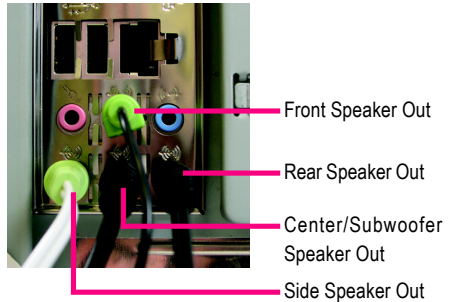 Front Speaker Out
Rear Speaker Out
Center/Subwoofer
Speaker Out
Side Speaker Out